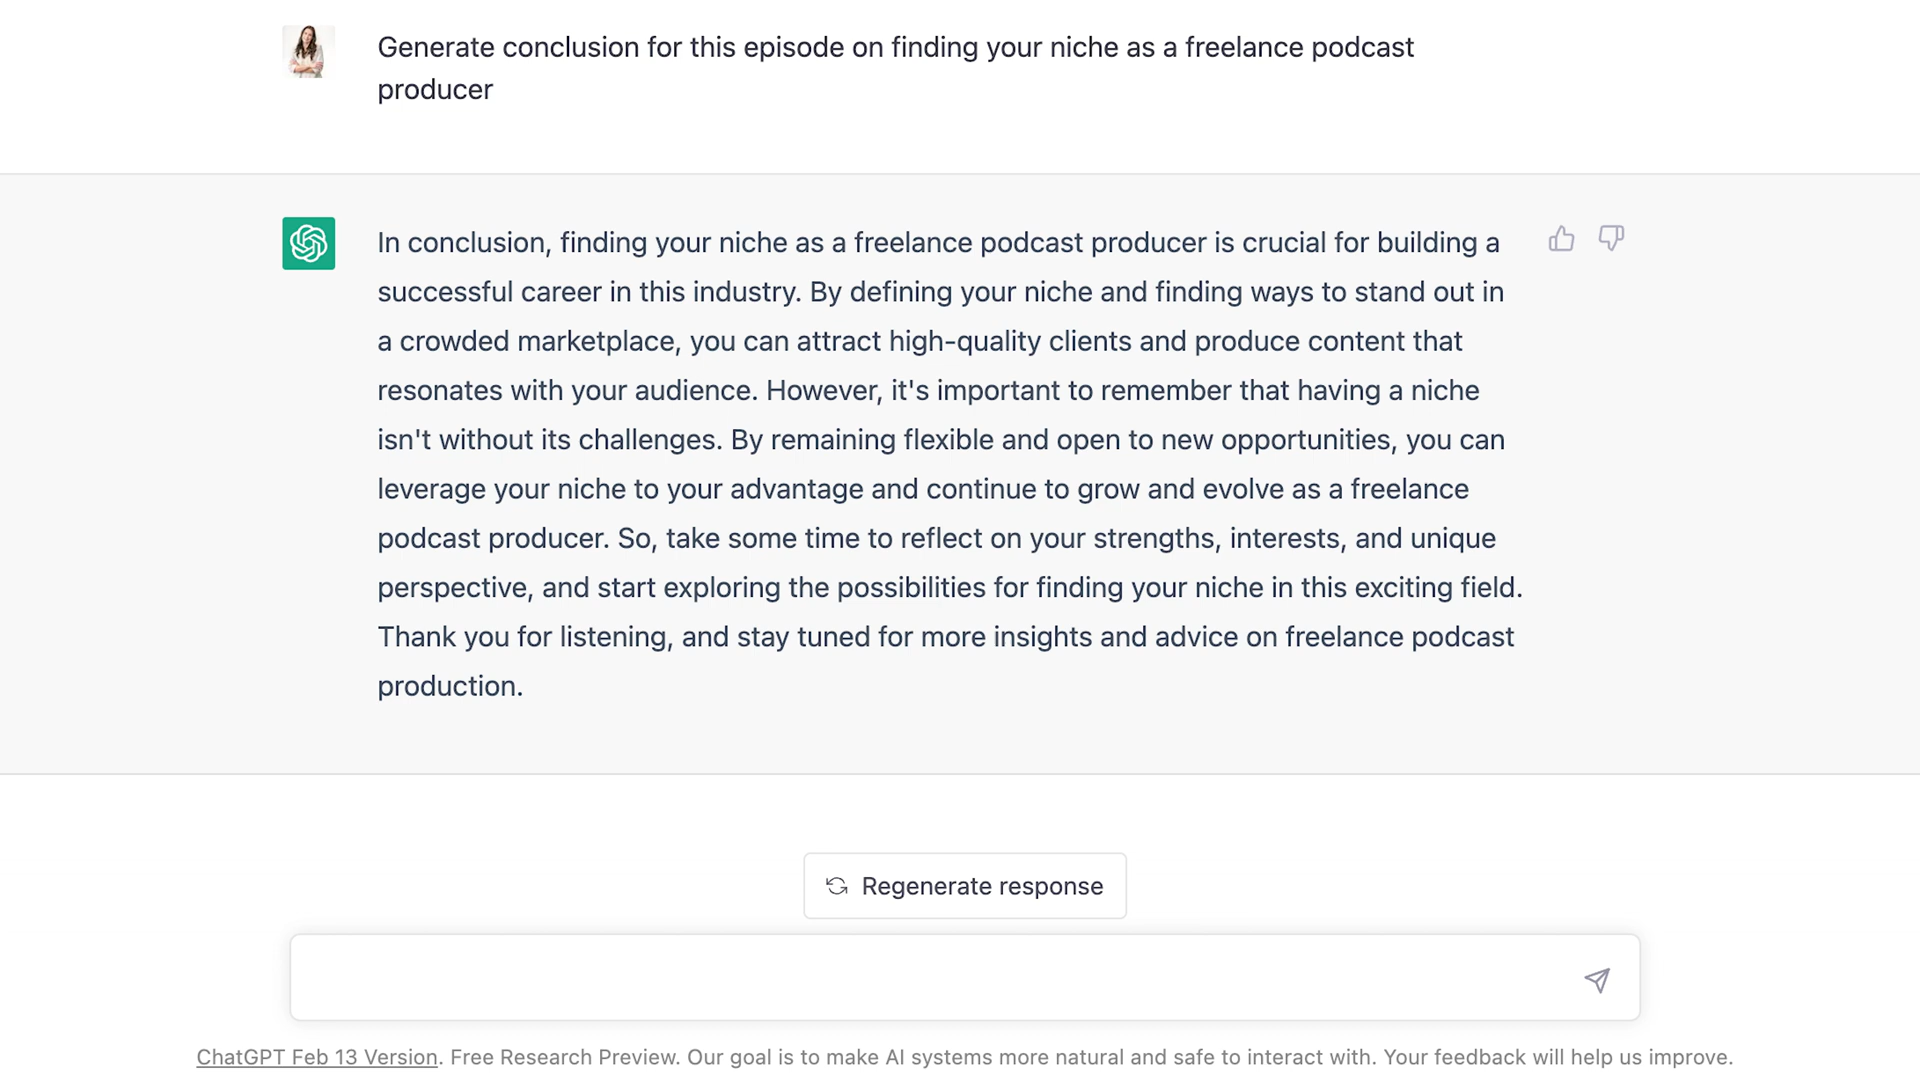 Generate conclusion for this episode on finding your niche as a freelance podcast
producer
In conclusion, finding your niche as a freelance podcast producer is crucial for building a
successful career in this industry. By defining your niche and finding ways to stand out in
a crowded marketplace, you can attract high-quality clients and produce content that
resonates with your audience. However, it's important to remember that having a niche
isn't without its challenges. By remaining flexible and open to new opportunities, you can
leverage your niche to your advantage and continue to grow and evolve as a freelance
podcast producer. So, take some time to reflect on your strengths, interests, and unique
perspective, and start exploring the possibilities for finding your niche in this exciting field.
Thank you for listening, and stay tuned for more insights and advice on freelance podcast
production.
Regenerate response
ChatGPT Feb 13 Version. Free Research Preview. Our goal is to make AI systems more natural and safe to interact with. Your feedback will help us improve.